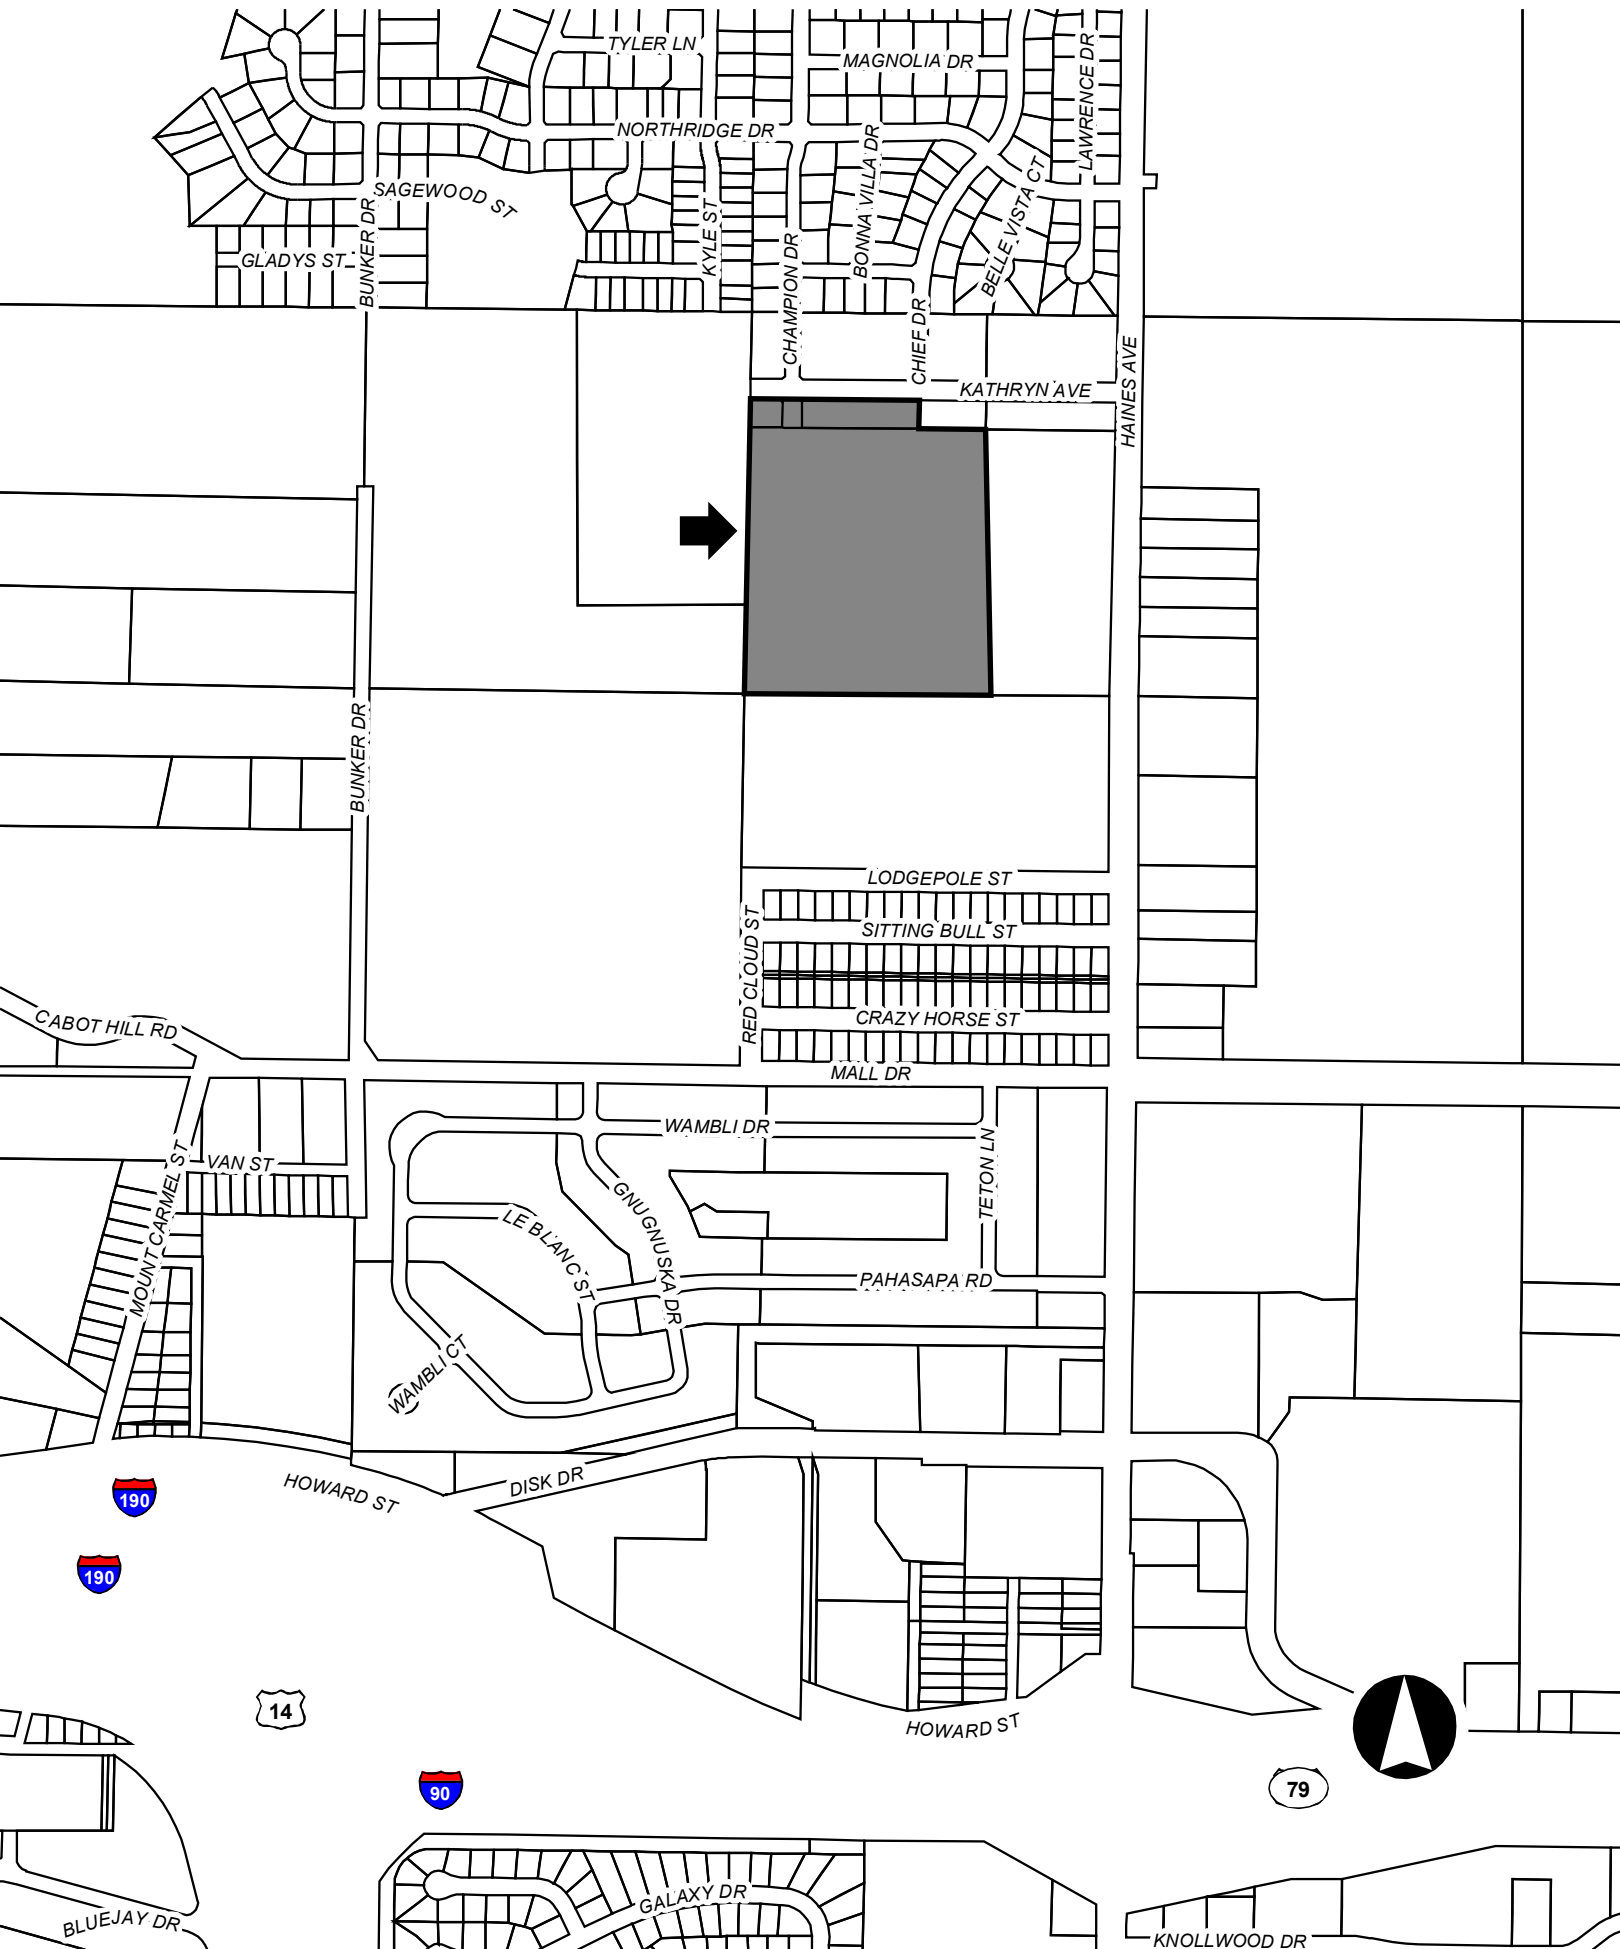 TYLER LN
MAGNOLIA DR
LAWRENCE DR
NORTHRIDGE DR
BONNA VILLA DR
BELLE VISTA CT
SAGEWOOD ST
KYLE ST
BUNKER DR
GLADYS ST
CHAMPION DR
CHIEF DR
KATHRYN AVE
HAINES AVE
BUNKER DR
LODGEPOLE ST
SITTING BULL ST
RED CLOUD ST
CRAZY HORSE ST
CABOT HILL RD
MALL DR
WAMBLI DR
TETON LN
VAN ST
MOUNT CARMEL ST
GNUGNUSKA DR
LE BLANC ST
PAHASAPA RD
WAMBLI CT
DISK DR
HOWARD ST
190
190
14
HOWARD ST
90
79
GALAXY DR
BLUEJAY DR
KNOLLWOOD DR